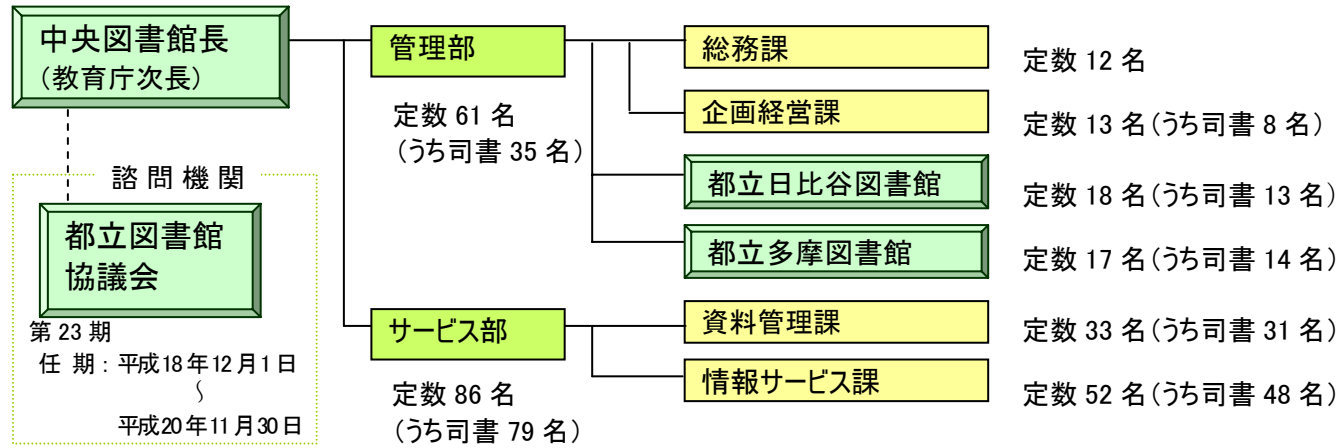 中央図書館長
(教育庁次長)
諮問機関
都立図書館
協議会
第 23 期
任 期 : 平成18年12月1日
~
平成20年11月30日
管理部
定数 61 名
(うち司書 35 名)
総務課
定数 12 名
企画経営課
定数 13 名(うち司書 8 名)
都立日比谷図書館
定数 18 名(うち司書 13 名)
都立多摩図書館
定数 17 名(うち司書 14 名)
サービス部
定数 86 名
(うち司書 79 名)
資料管理課
定数 33 名(うち司書 31 名)
情報サービス課
定数 52 名(うち司書 48 名)